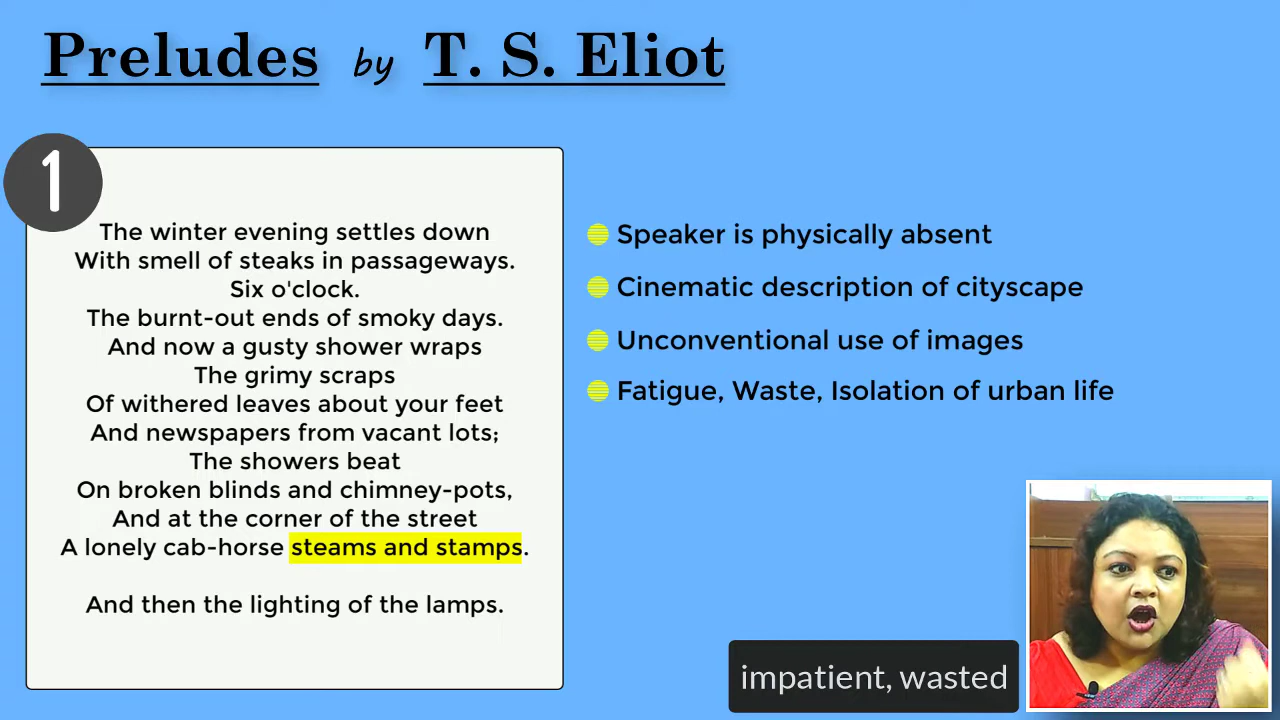 Preludes by T. S. Eliot
1
The winter evening settles down
With smell of steaks in passageways.
Six o'clock.
The burnt-out ends of smoky days.
And now a gusty shower wraps
The grimy scraps
Of withered leaves about your feet
And newspapers from vacant lots;
The showers beat
On broken blinds and chimney-pots,
And at the corner of the street
A lonely cab-horse steams and stamps.
And then the lighting of the lamps.
Speaker is physically absent
Cinematic description of cityscape
Unconventional use of images
Fatigue, Waste, Isolation of urban life
impatient, wasted